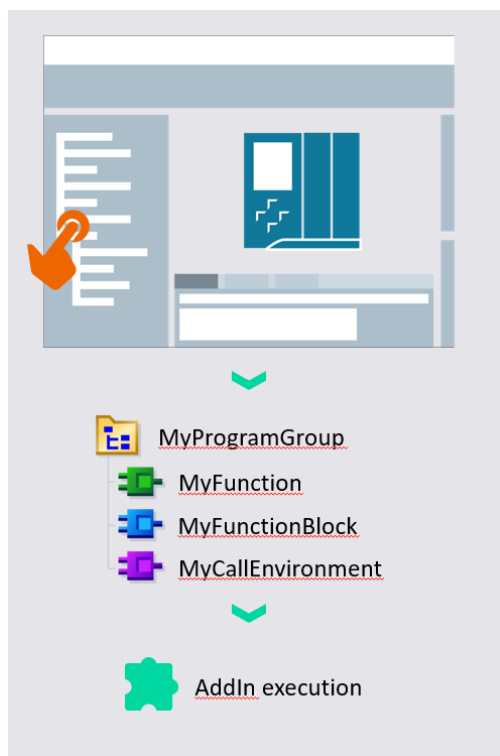 MyProgramGroup
MyFunction
MyFunctionBlock
MyCallEnvironment
AddIn execution